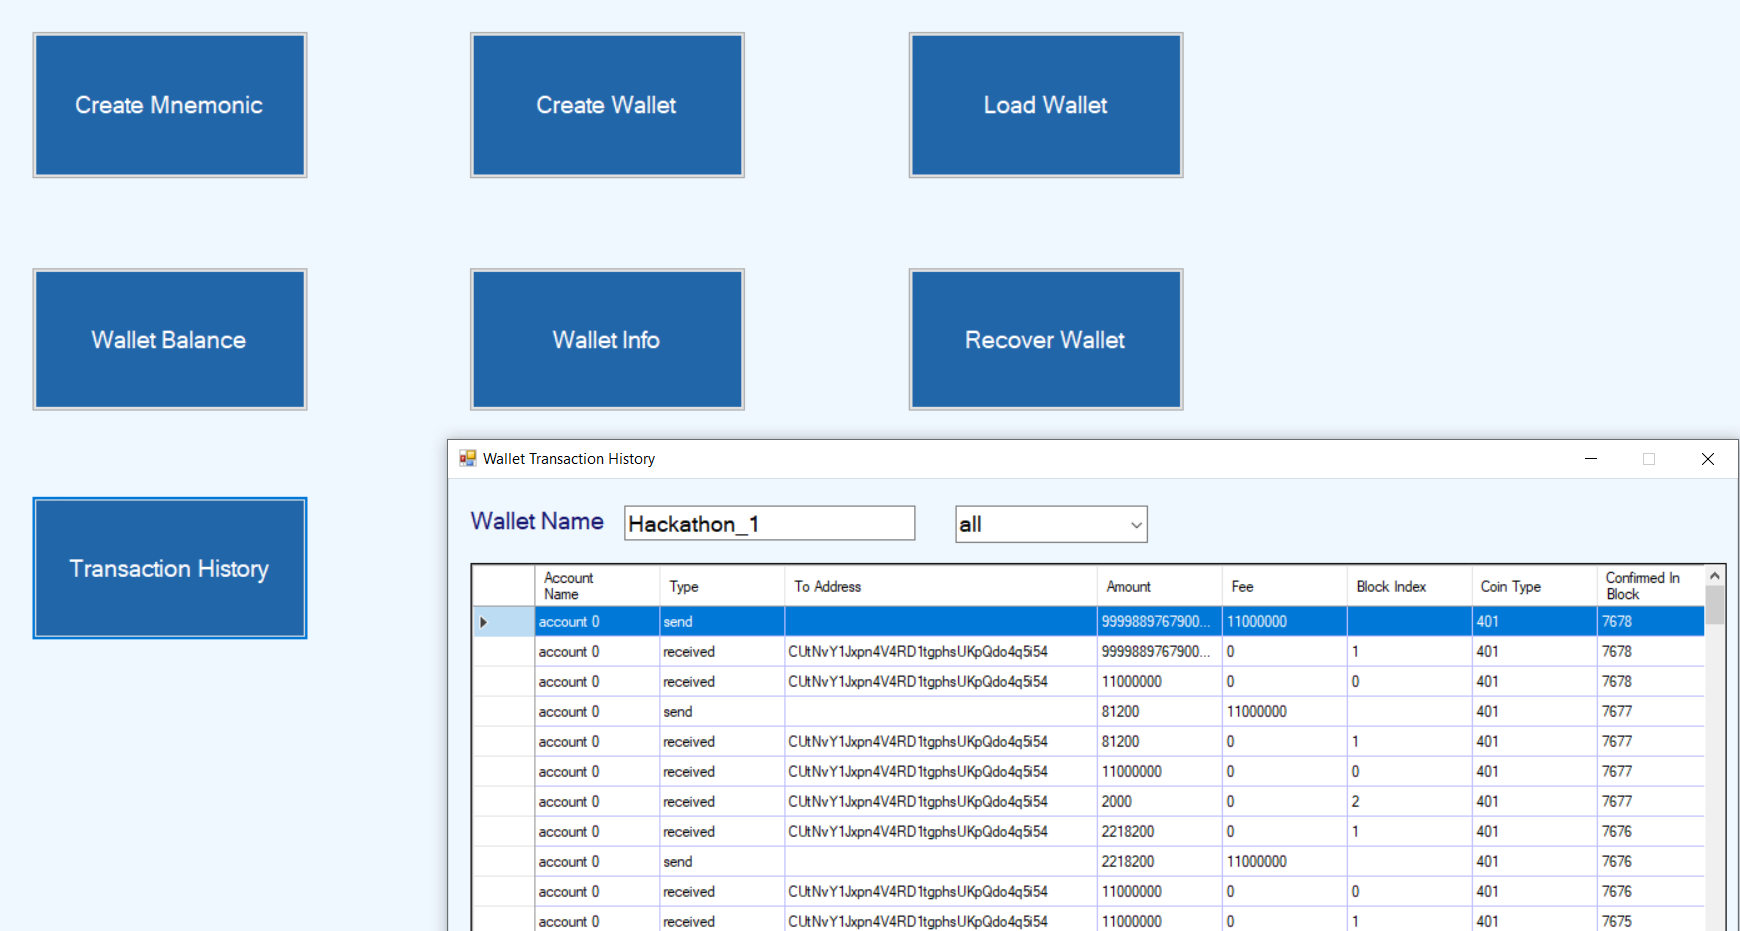 Create Mnemonic Create Wallet Load Wallet
Wallet Balance Wallet Info Recover Wallet
Transaction History
Wallet Transaction History
Wallet Name Hackathon_1 all
Account Name Type To Address Amount Fee Block Index Coin Type Confirmed In Block
account 0 send 9999889767900... 11000000 401 7678
account 0 received CUtNvY1Jxpn4V4RD1tgphsUKpQdo4q5i54 9999889767900... 0 1 401 7678
account 0 received CUtNvY1Jxpn4V4RD1tgphsUKpQdo4q5i54 11000000 0 0 401 7678
account 0 send 81200 11000000 401 7677
account 0 received CUtNvY1Jxpn4V4RD1tgphsUKpQdo4q5i54 81200 0 1 401 7677
account 0 received CUtNvY1Jxpn4V4RD1tgphsUKpQdo4q5i54 11000000 0 0 401 7677
account 0 received CUtNvY1Jxpn4V4RD1tgphsUKpQdo4q5i54 2000 0 2 401 7677
account 0 received CUtNvY1Jxpn4V4RD1tgphsUKpQdo4q5i54 2218200 0 1 401 7676
account 0 send 2218200 11000000 401 7676
account 0 received CUtNvY1Jxpn4V4RD1tgphsUKpQdo4q5i54 11000000 0 0 401 7676
account 0 received CUtNvY1Jxpn4V4RD1tgphsUKpQdo4q5i54 11000000 0 1 401 7675